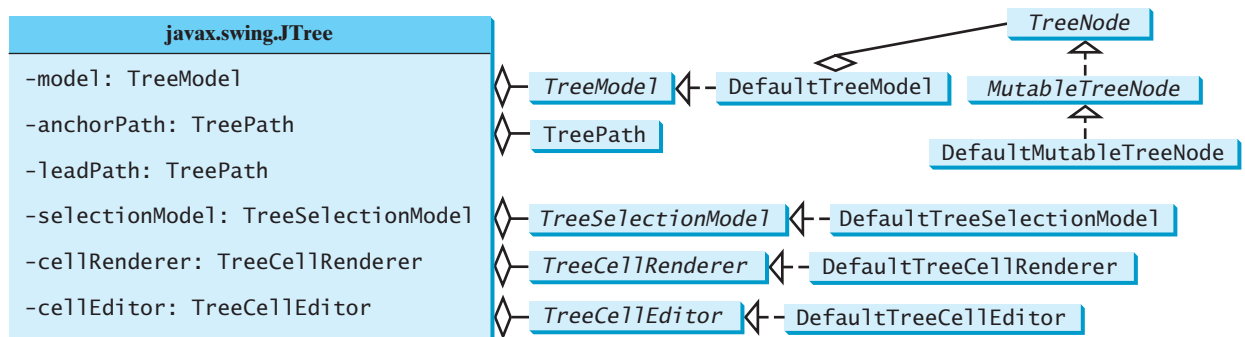 javax.swing.JTree
-model: TreeModel
-anchorPath: TreePath
-leadPath: TreePath
-selectionModel: TreeSelectionModel
-cellRenderer: TreeCellRenderer
-cellEditor: TreeCellEditor
TreeModel
DefaultTreeModel
TreeNode
MutableTreeNode
DefaultMutableTreeNode
TreePath
TreeSelectionModel
DefaultTreeSelectionModel
TreeCellRenderer
DefaultTreeCellRenderer
TreeCellEditor
DefaultTreeCellEditor